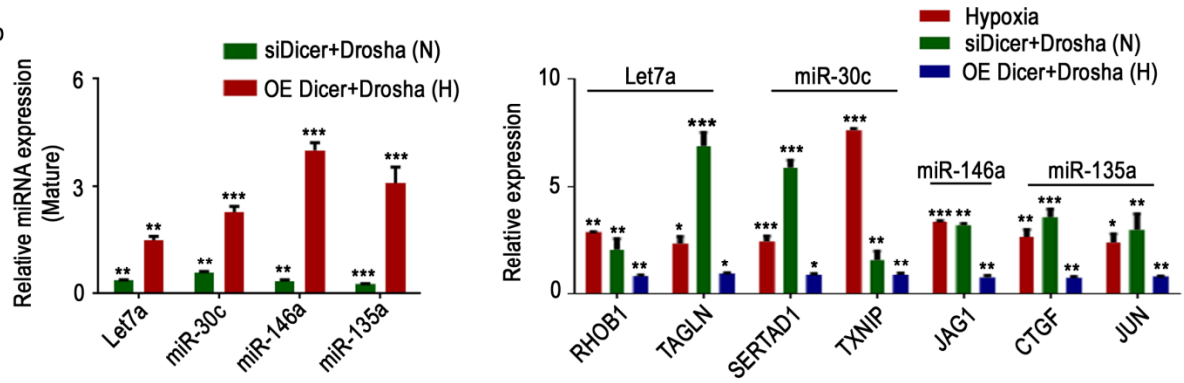 b
siDicer+Drosha (N)
OE Dicer+Drosha (H)
Relative miRNA expression
(Mature)
6
3
0
** ** ** *** ** *** *** ***
Let7a
miR-30c
miR-146a
miR-135a
Hypoxia
siDicer+Drosha (N)
OE Dicer+Drosha (H)
Relative expression
10
5
0
Let7a
miR-30c
miR-146a
miR-135a
** ** ** * *** * *** *** * *** ** ** *** ** ** ** *** ** * ** **
RHOB1
TAGLN
SERTAD1
TXNIP
JAG1
CTGF
JUN